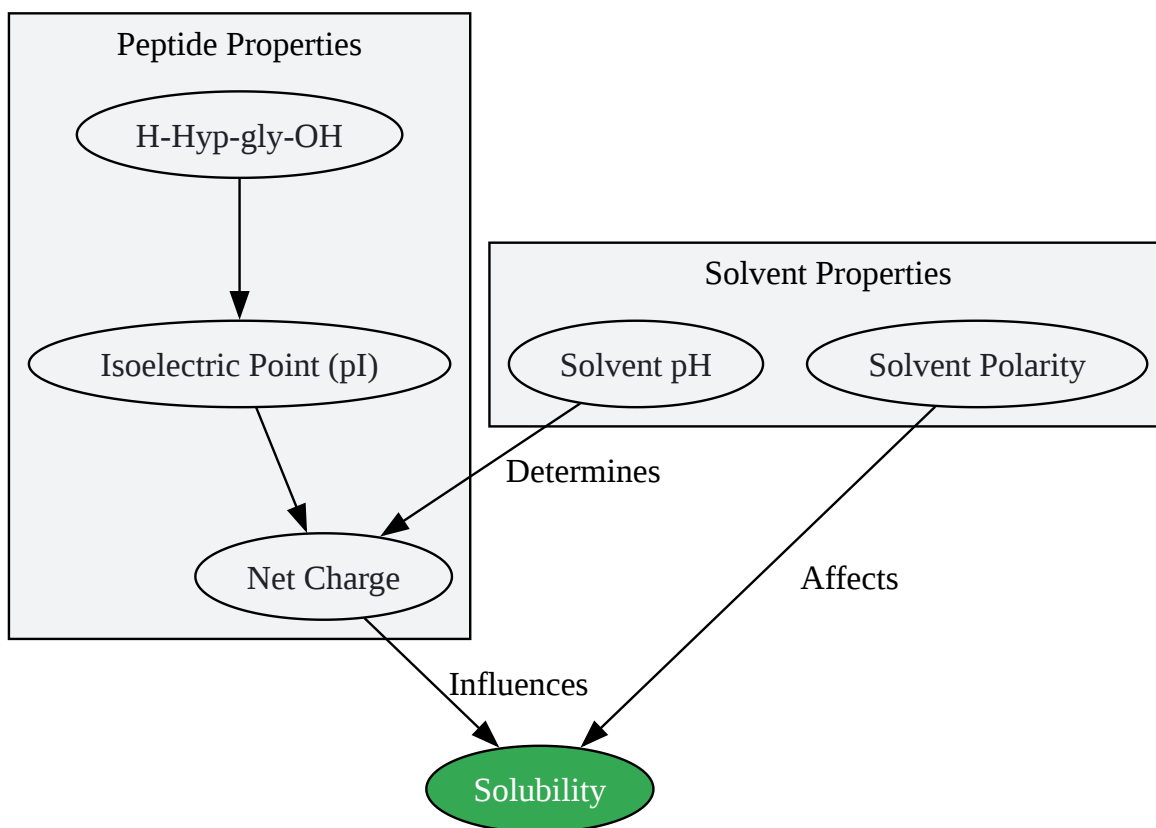 Peptide Properties
H-Hyp-gly-OH
Solvent Properties
Isoelectric Point (pI)
Solvent pH
Solvent Polarity
Determines
Net Charge
Affects
Influences
Solubility